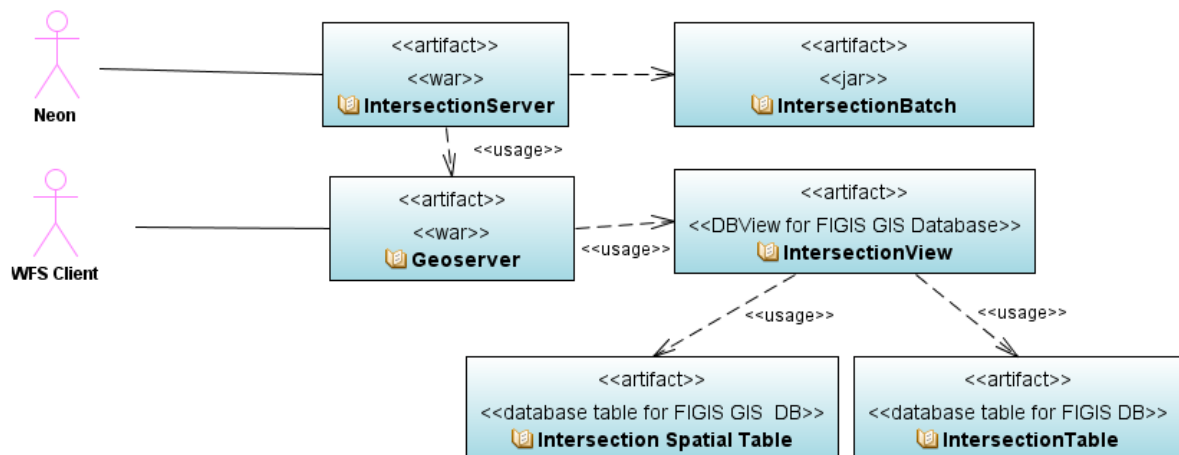 <<artifact>>
<<war>>
IntersectionServer
<<artifact>>
<<jar>>
IntersectionBatch
Neon
<<usage>>
<<artifact>>
<<war>>
Geoserver
<<usage>>
<<artifact>>
<<DBView for FIGIS GIS Database>>
IntersectionView
WFS Client
<<usage>>
<<usage>>
<<artifact>>
<<database table for FIGIS GIS DB>>
Intersection Spatial Table
<<artifact>>
<<database table for FIGIS DB>>
IntersectionTable